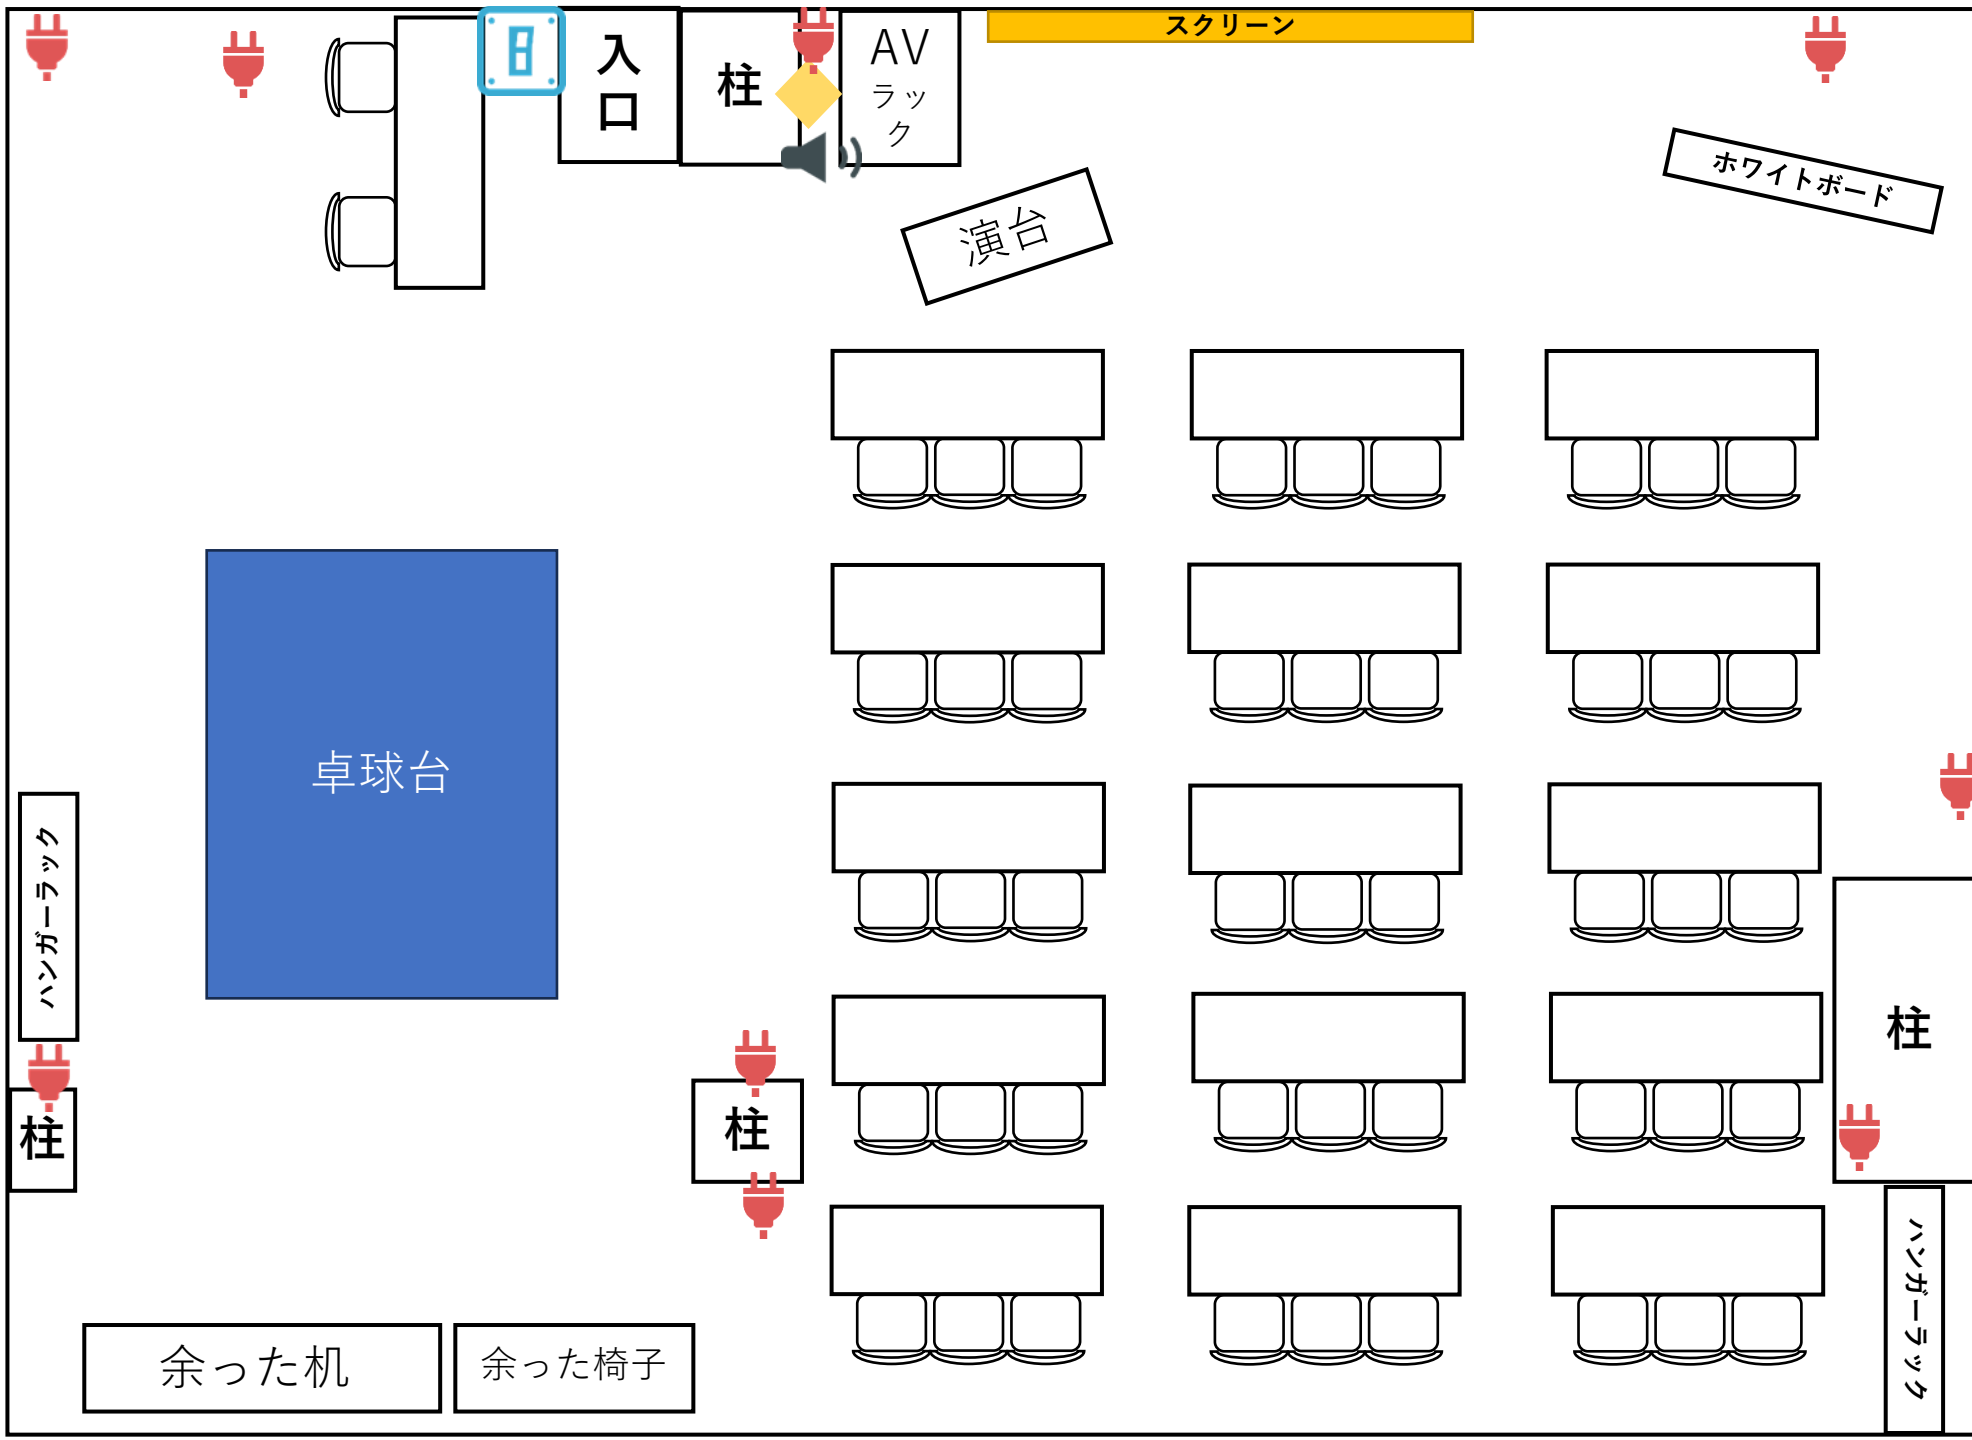 スクリーン
入
口
柱
AV
ラッ
ク
ホワイトボード
演台
卓球台
ハンガーラック
柱
柱
柱
ハンガーラック
余った机
余った椅子